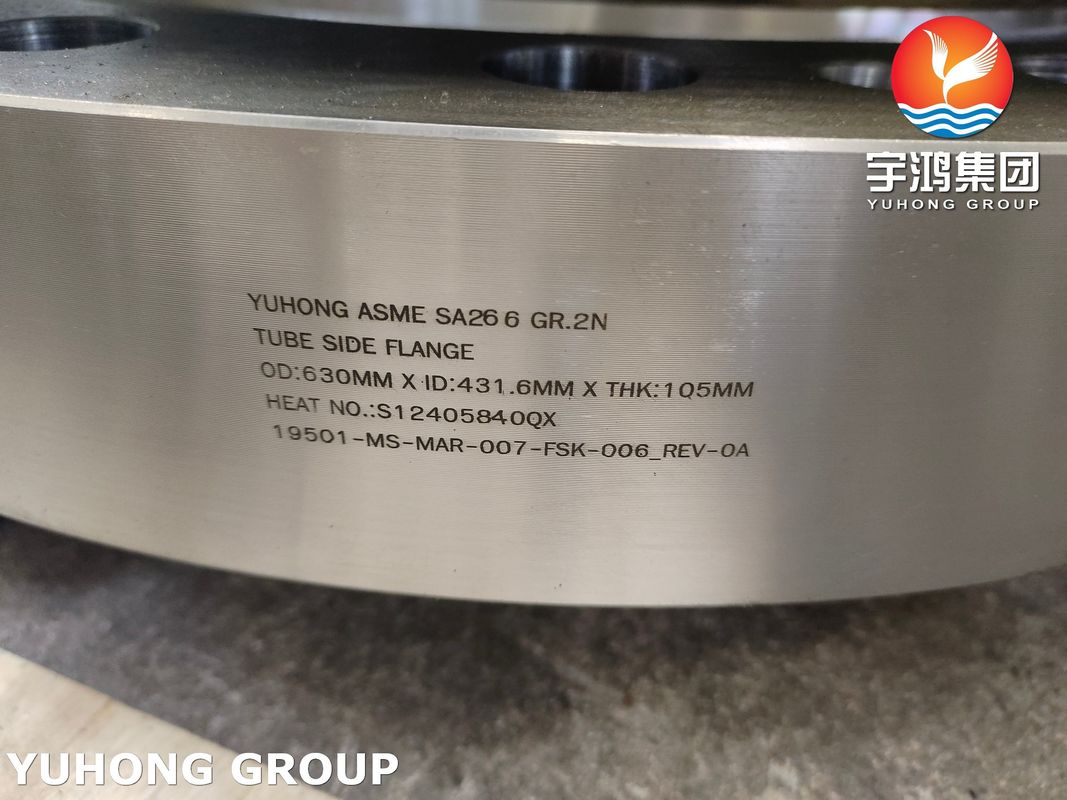 宇鸿集团
YUHONG GROUP
YUHONG ASME SA266 GR.2N
TUBE SIDE FLANGE
OD:630MM X ID:431.6MM X THK:105MM
HEAT NO.:S12405840QX
19501-MS-MAR-007-FSK-006_REV-0A
YUHONG GROUP